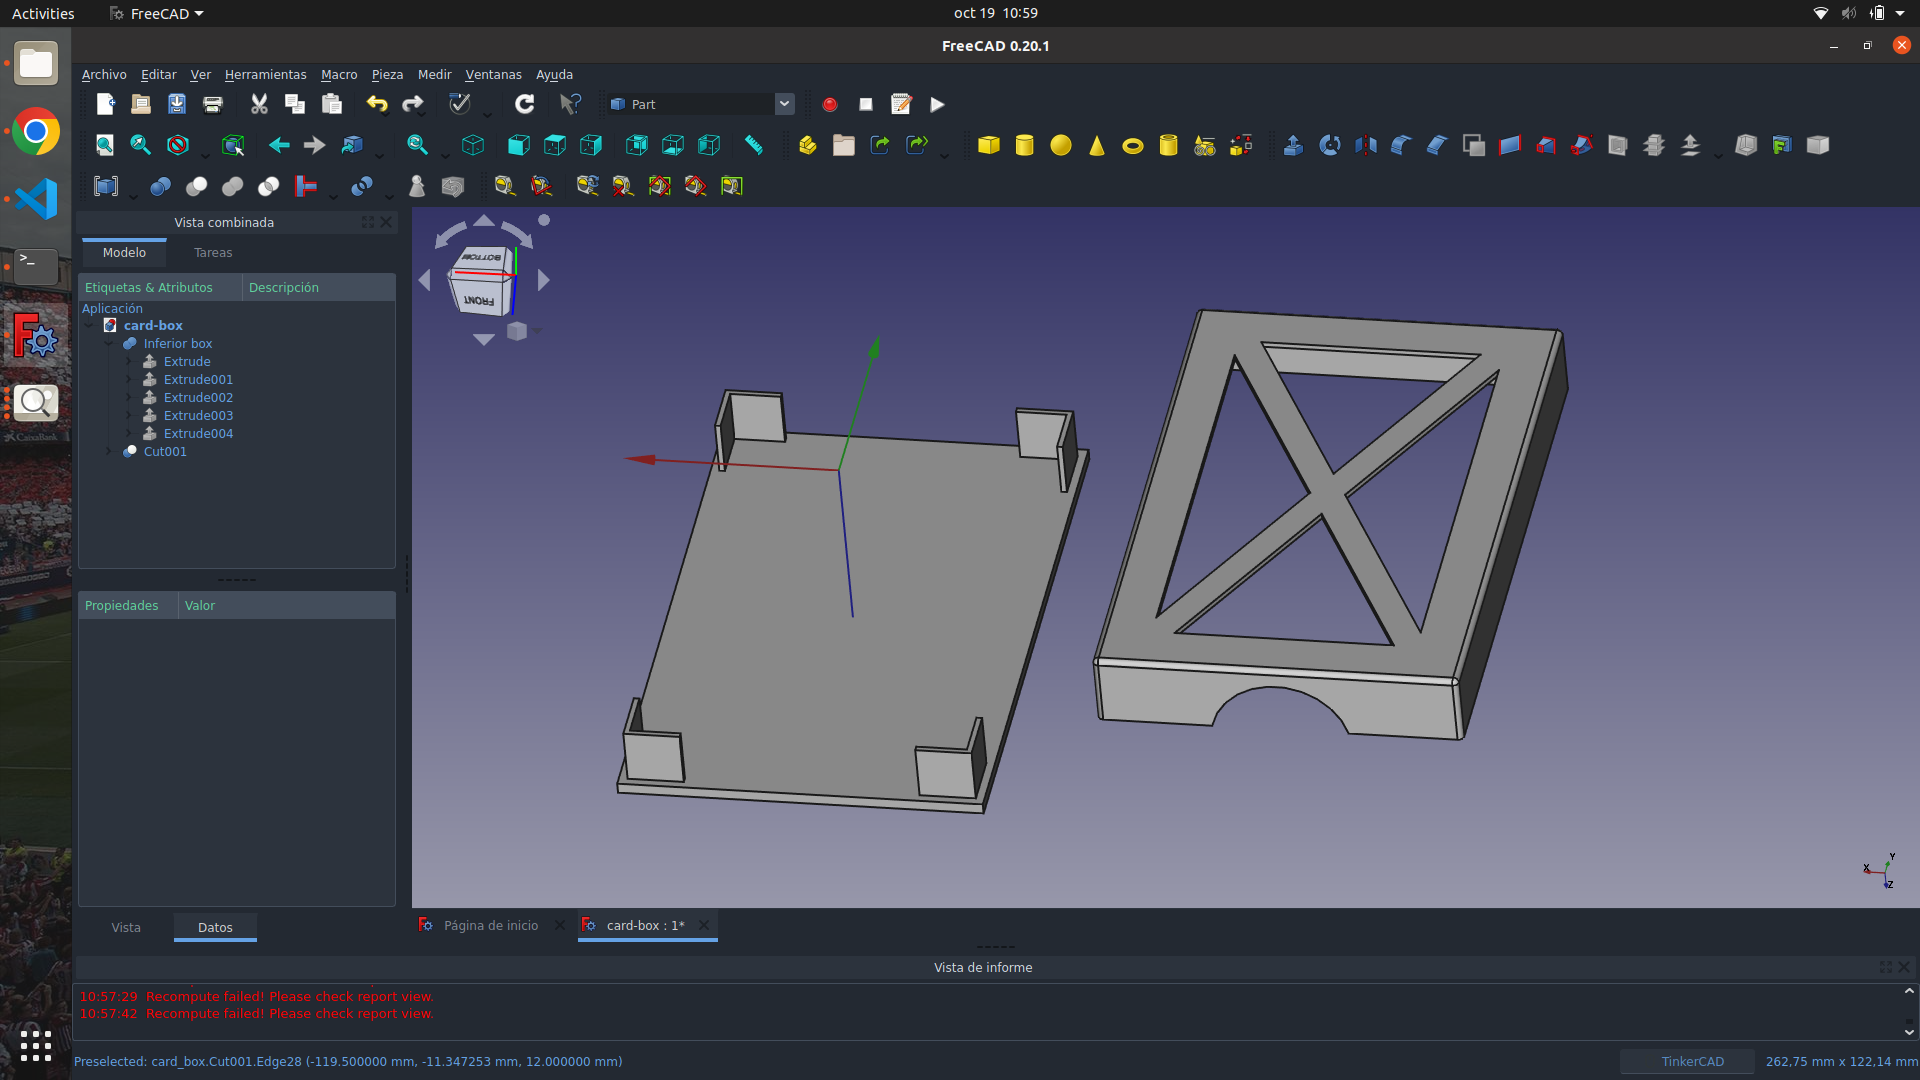 Activities
FreeCAD
oct 19 10:59
FreeCAD 0.20.1
Archivo Editar Ver Herramientas Macro Pieza Medir Ventanas Ayuda
Part
Vista combinada
Modelo Tareas
Etiquetas & Atributos Descripción
Aplicación
card-box
Inferior box
Extrude
Extrude001
Extrude002
Extrude003
Extrude004
Cut001
Propiedades Valor
Vista Datos
BOTTOM
FRONT
X
Y
Z
Página de inicio
card-box : 1*
Vista de informe
10:57:29 Recompute failed! Please check report view.
10:57:42 Recompute failed! Please check report view.
Preselected: card_box.Cut001.Edge28 (-119.500000 mm, -11.347253 mm, 12.000000 mm)
TinkerCAD
262,75 mm x 122,14 mm
CaixaBank